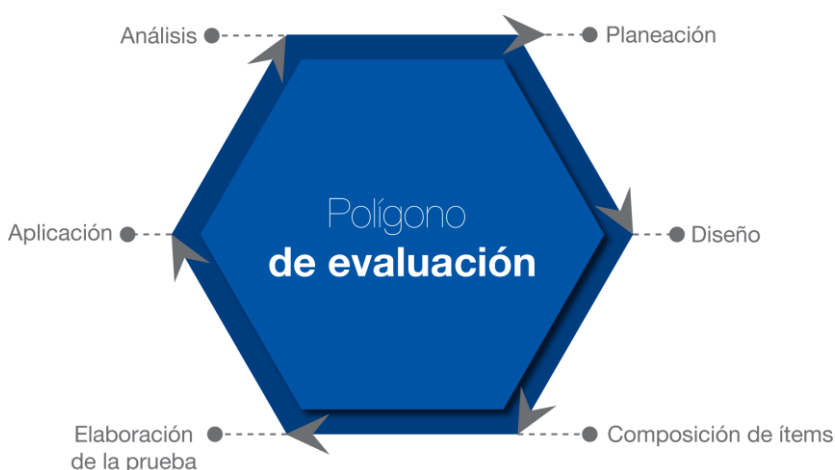 Análisis
Planeación
Polígono
de evaluación
Aplicación
Diseño
Elaboración
de la prueba
Composición de ítems